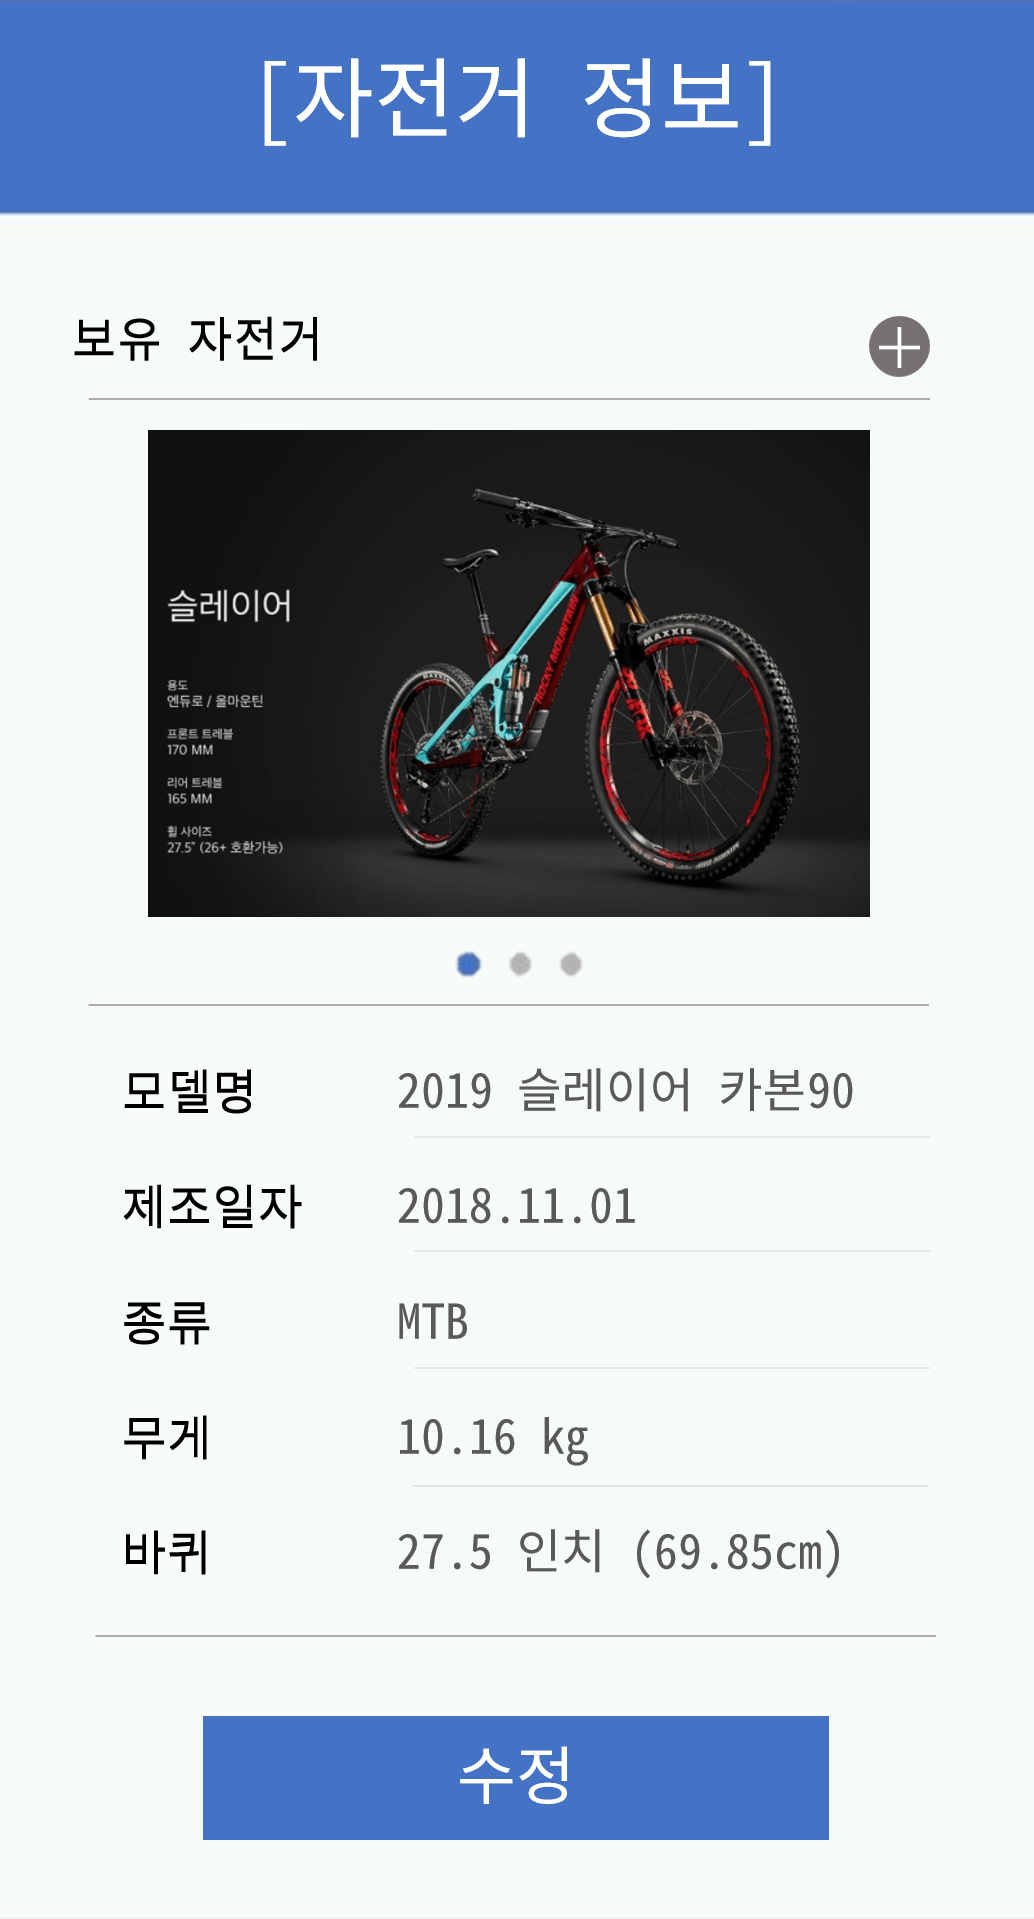 [자전거 정보]
보유 자전거
슬레이어
용도
엔듀로 / 올마운틴
프론트 트레블
170 MM
리어 트레블
165 MM
휠 사이즈
27.5" (26+ 호환가능)
ROCKY MOUNTAIN
MAXXIS
MAXXIS
모델명 2019 슬레이어 카본90
제조일자 2018.11.01
종류 MTB
무게 10.16 kg
바퀴 27.5 인치 (69.85cm)
수정